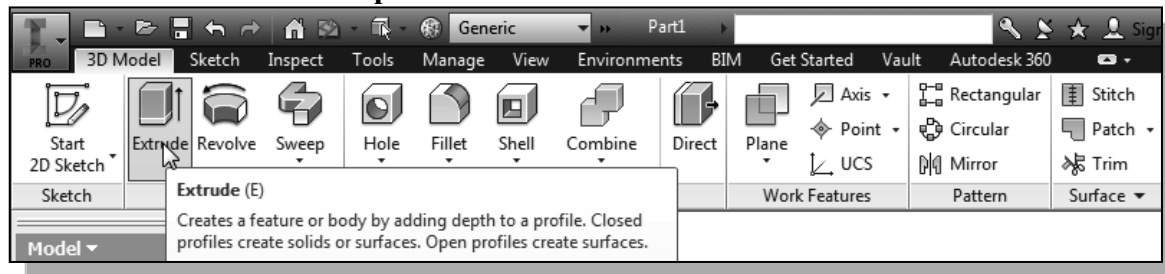 Generic Part1 Sign
PRO 3D Model Sketch Inspect Tools Manage View Environments BIM Get Started Vault Autodesk 360
Start 2D Sketch
Extrude
Revolve
Sweep
Hole
Fillet
Shell
Combine
Direct
Plane
Axis
Point
UCS
Rectangular
Circular
Mirror
Stitch
Patch
Trim
Sketch
Work Features
Pattern
Surface
Extrude (E)
Creates a feature or body by adding depth to a profile. Closed
profiles create solids or surfaces. Open profiles create surfaces.
Model